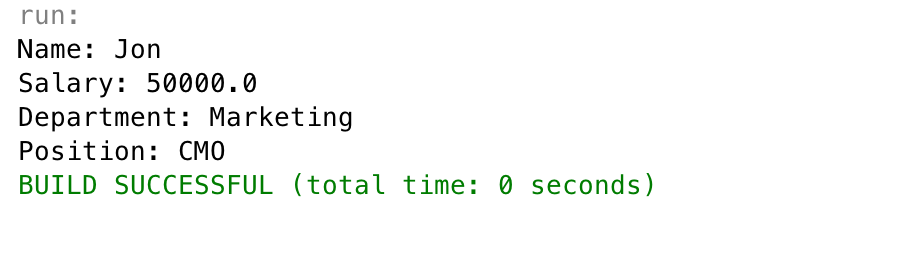 run:
Name: Jon
Salary: 50000.0
Department: Marketing
Position: CMO
BUILD SUCCESSFUL (total time: 0 seconds)